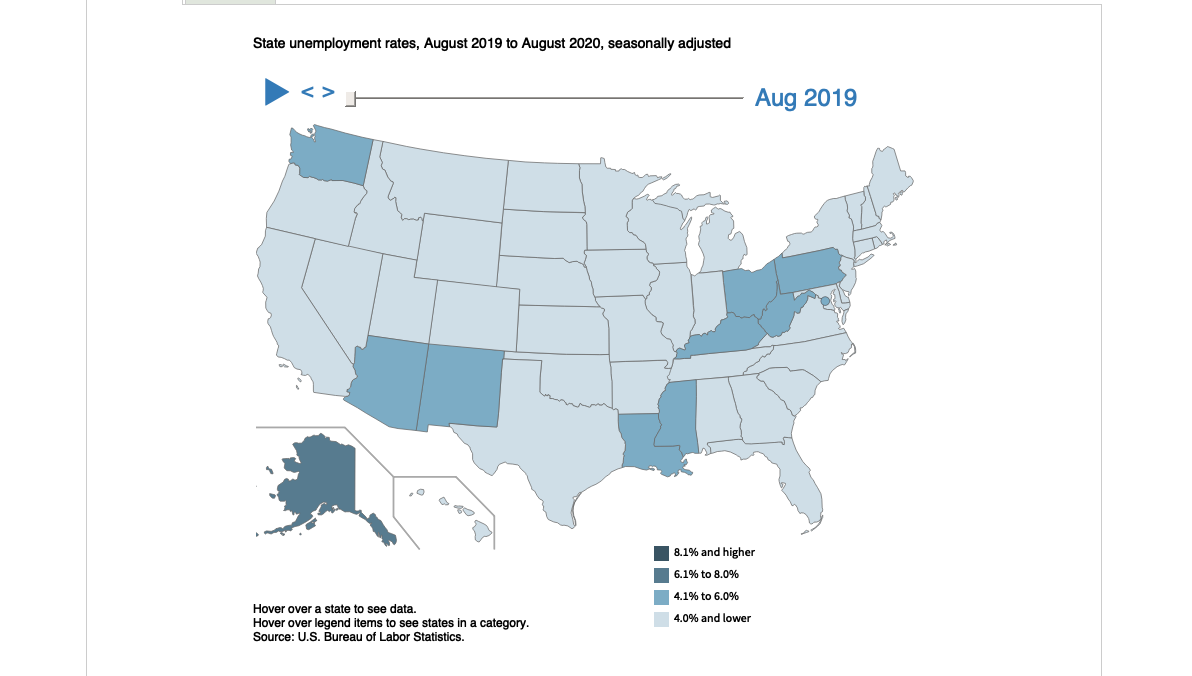 State unemployment rates, August 2019 to August 2020, seasonally adjusted
< >
Aug 2019
8.1% and higher
6.1% to 8.0%
4.1% to 6.0%
4.0% and lower
Hover over a state to see data.
Hover over legend items to see states in a category.
Source: U.S. Bureau of Labor Statistics.